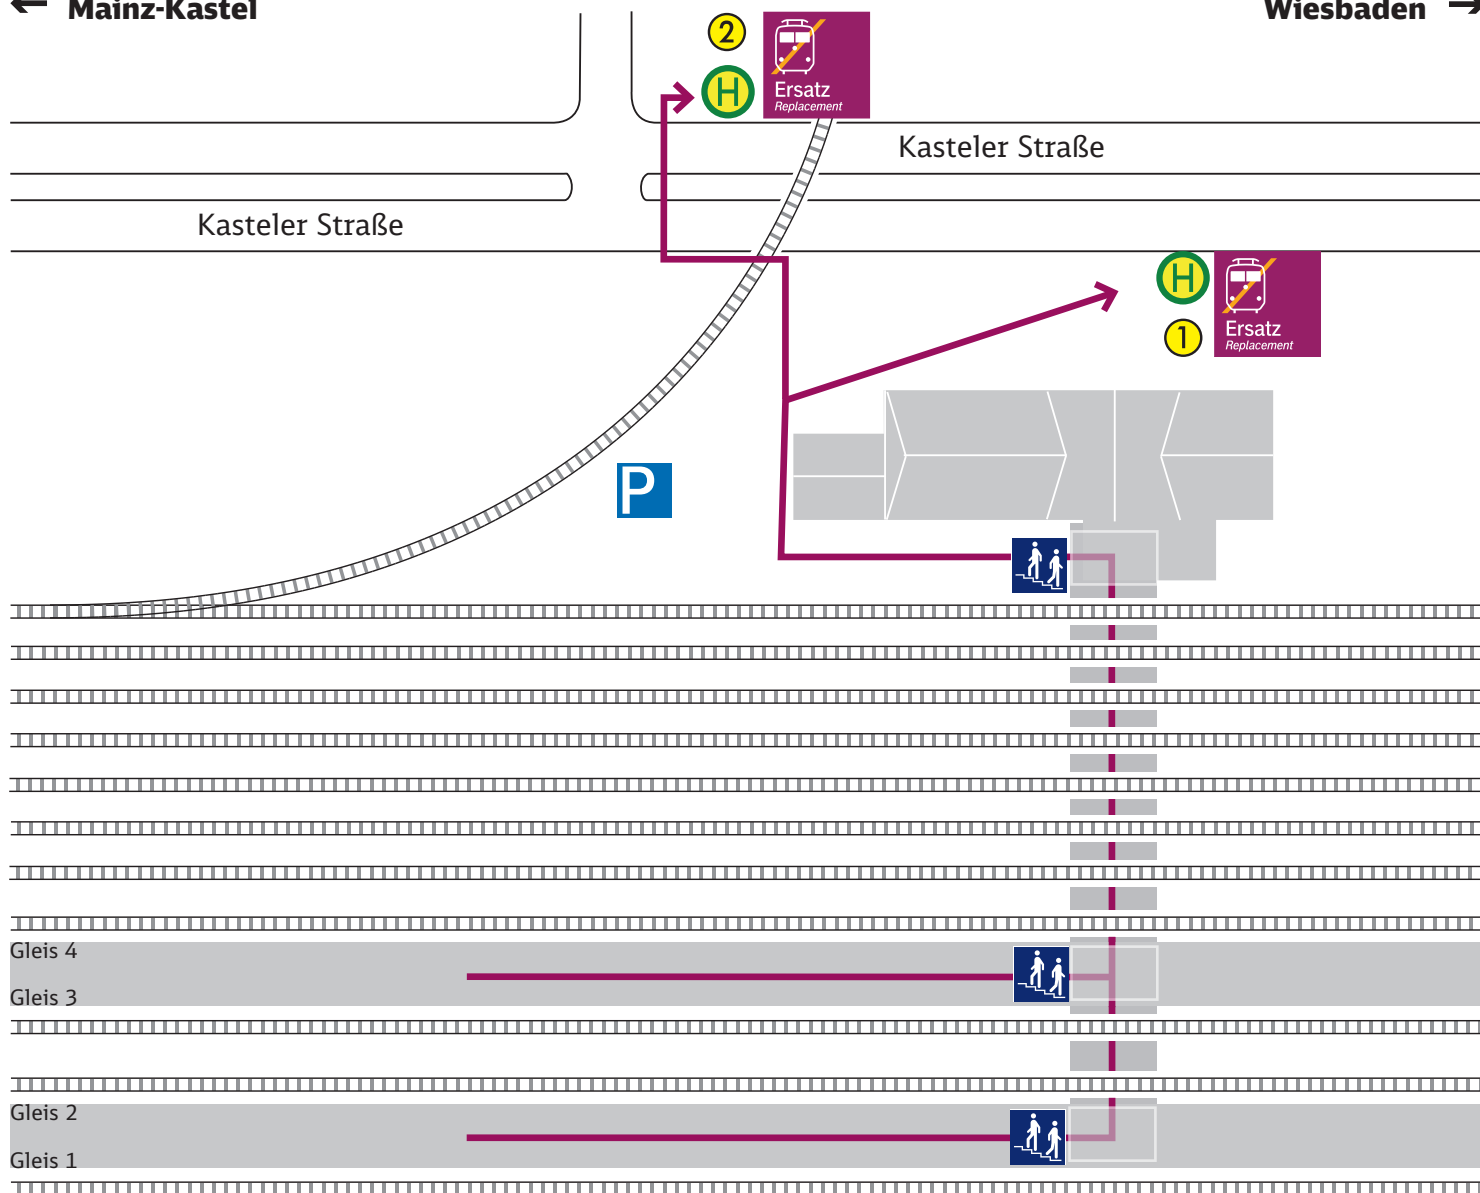 ← Mainz-Kastel
Wiesbaden →
2
H
Ersatz
Replacement
Kasteler Straße
Kasteler Straße
H
1
Ersatz
Replacement
P
Gleis 4
Gleis 3
Gleis 2
Gleis 1